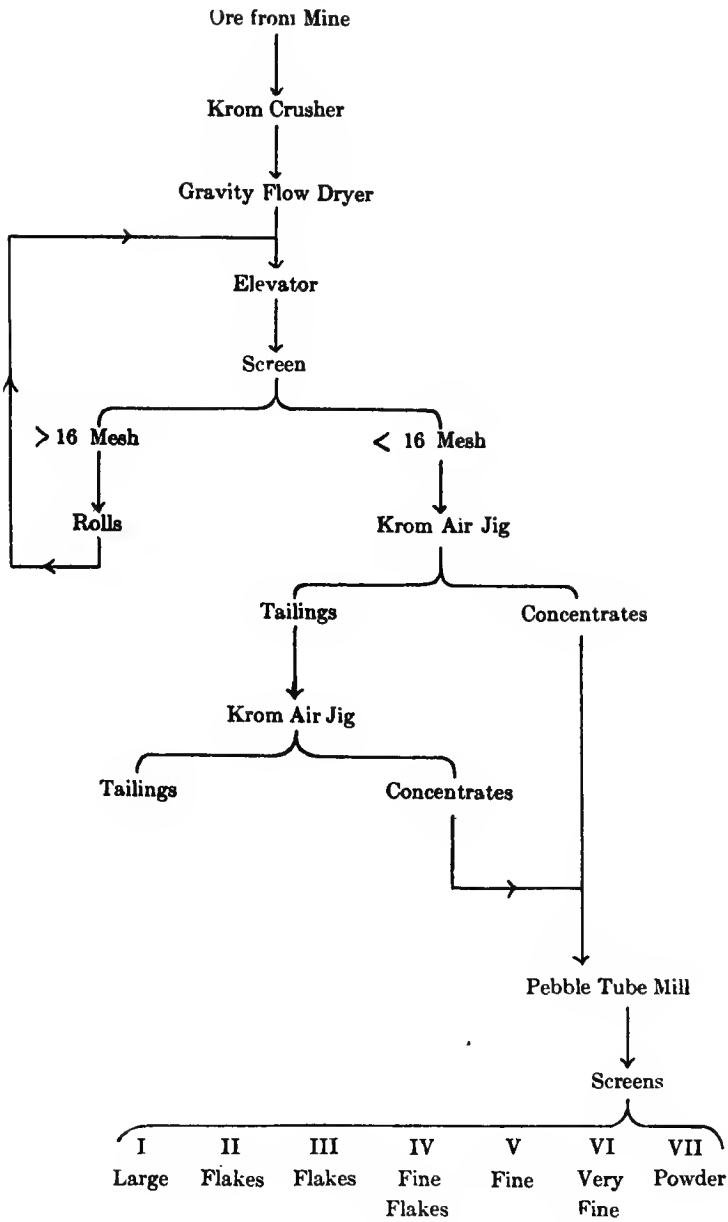 Ore from Mine
Krom Crusher
Gravity Flow Dryer
Elevator
Screen
> 16 Mesh
< 16 Mesh
Rolls
Krom Air Jig
Tailings
Concentrates
Krom Air Jig
Tailings
Concentrates
Pebble Tube Mill
Screens
I II III IV V VI VII
Large Flakes Flakes Fine Fine Very Powder
Flakes Fine